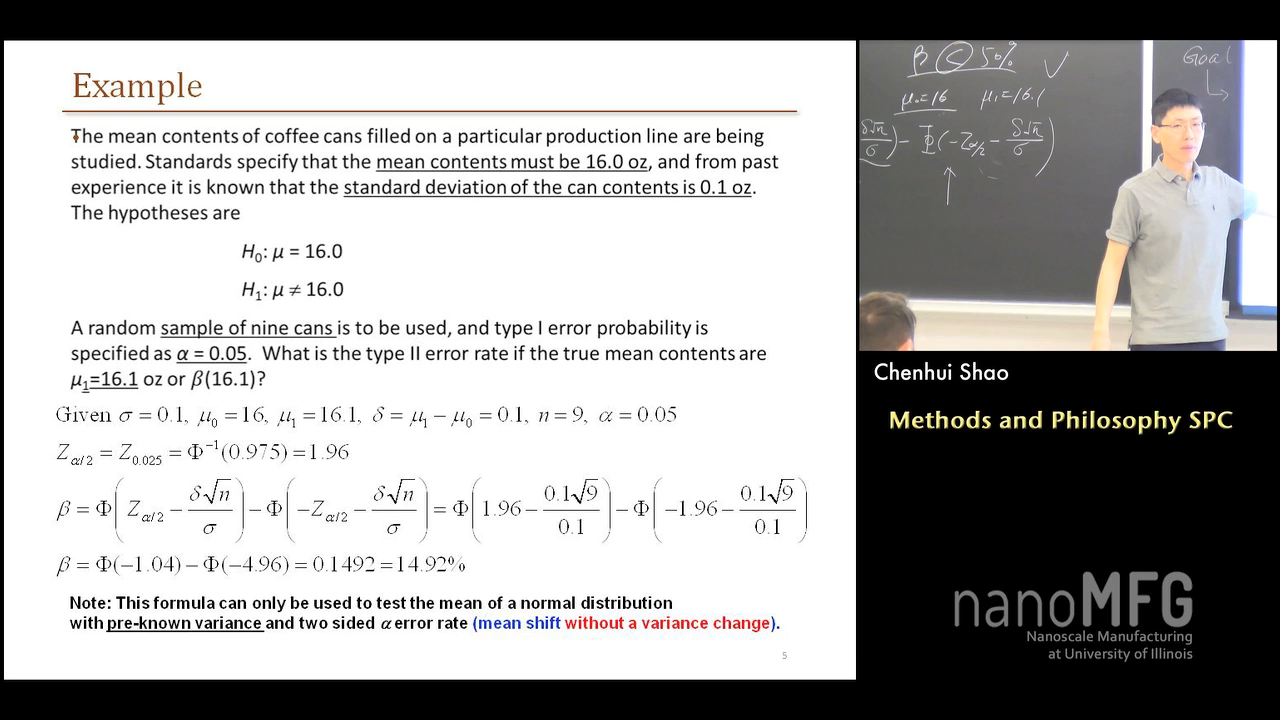 Example
The mean contents of coffee cans filled on a particular production line are being
studied. Standards specify that the mean contents must be 16.0 oz, and from past
experience it is known that the standard deviation of the can contents is 0.1 oz.
The hypotheses are
H₀: μ = 16.0
H₁: μ ≠ 16.0
A random sample of nine cans is to be used, and type I error probability is
specified as α = 0.05. What is the type II error rate if the true mean contents are
μ₁=16.1 oz or β(16.1)?
Given σ = 0.1, μ₀ = 16, μ₁ = 16.1, δ = μ₁ − μ₀ = 0.1, n = 9, α = 0.05
Z_{α/2} = Z_{0.025} = Φ⁻¹(0.975) = 1.96
β = Φ(Z_{α/2} − δ√n/σ) − Φ(−Z_{α/2} − δ√n/σ) = Φ(1.96 − 0.1√9/0.1) − Φ(−1.96 − 0.1√9/0.1)
β = Φ(−1.04) − Φ(−4.96) = 0.1492 = 14.92%
Note: This formula can only be used to test the mean of a normal distribution
with pre-known variance and two sided α error rate (mean shift without a variance change).
5
β < 50% ✓
μ₀=16 μ₁=16.1
δ√n/σ) − Φ(−Z_{α/2} − δ√n/σ)
Goal
Chenhui Shao
Methods and Philosophy SPC
nanoMFG
Nanoscale Manufacturing
at University of Illinois